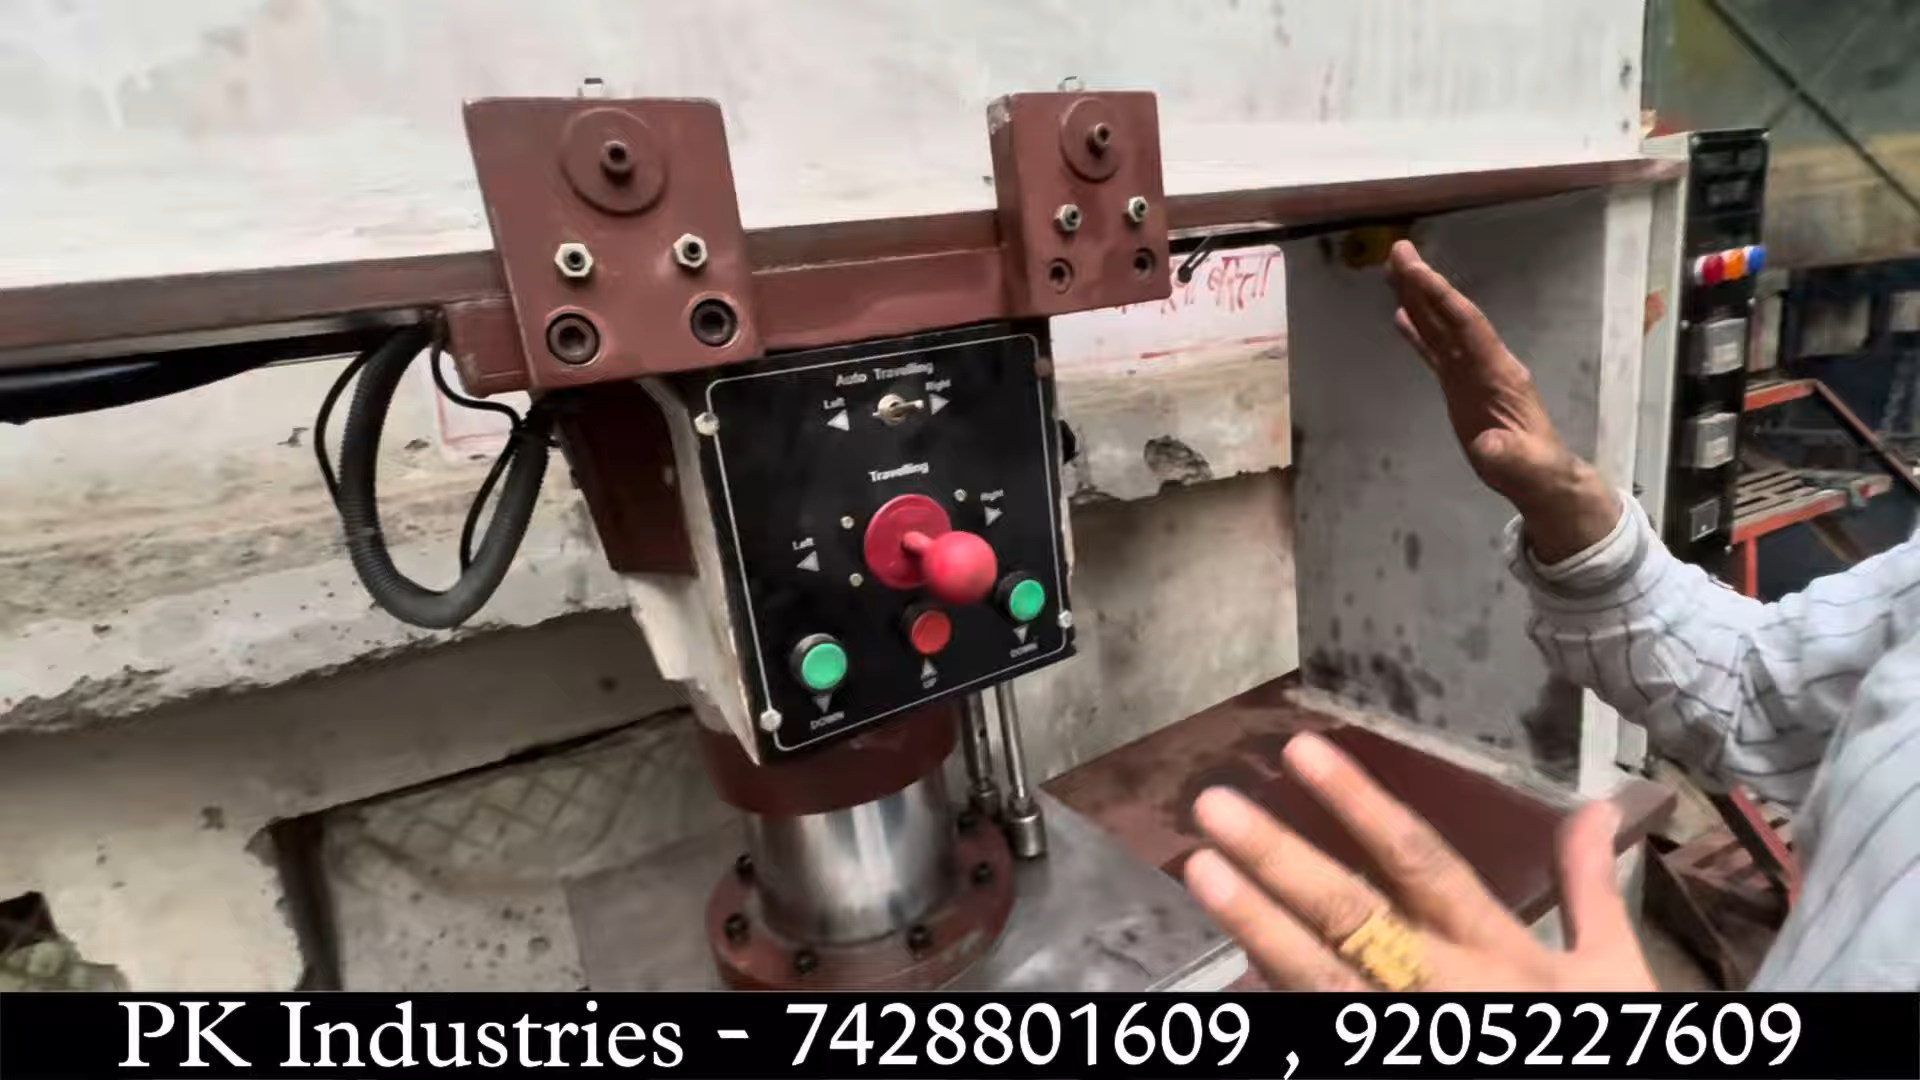 Auto Travelling
Left
Right
Travelling
Right
Left
DOWN
UP
DOWN
PK Industries - 7428801609 , 9205227609